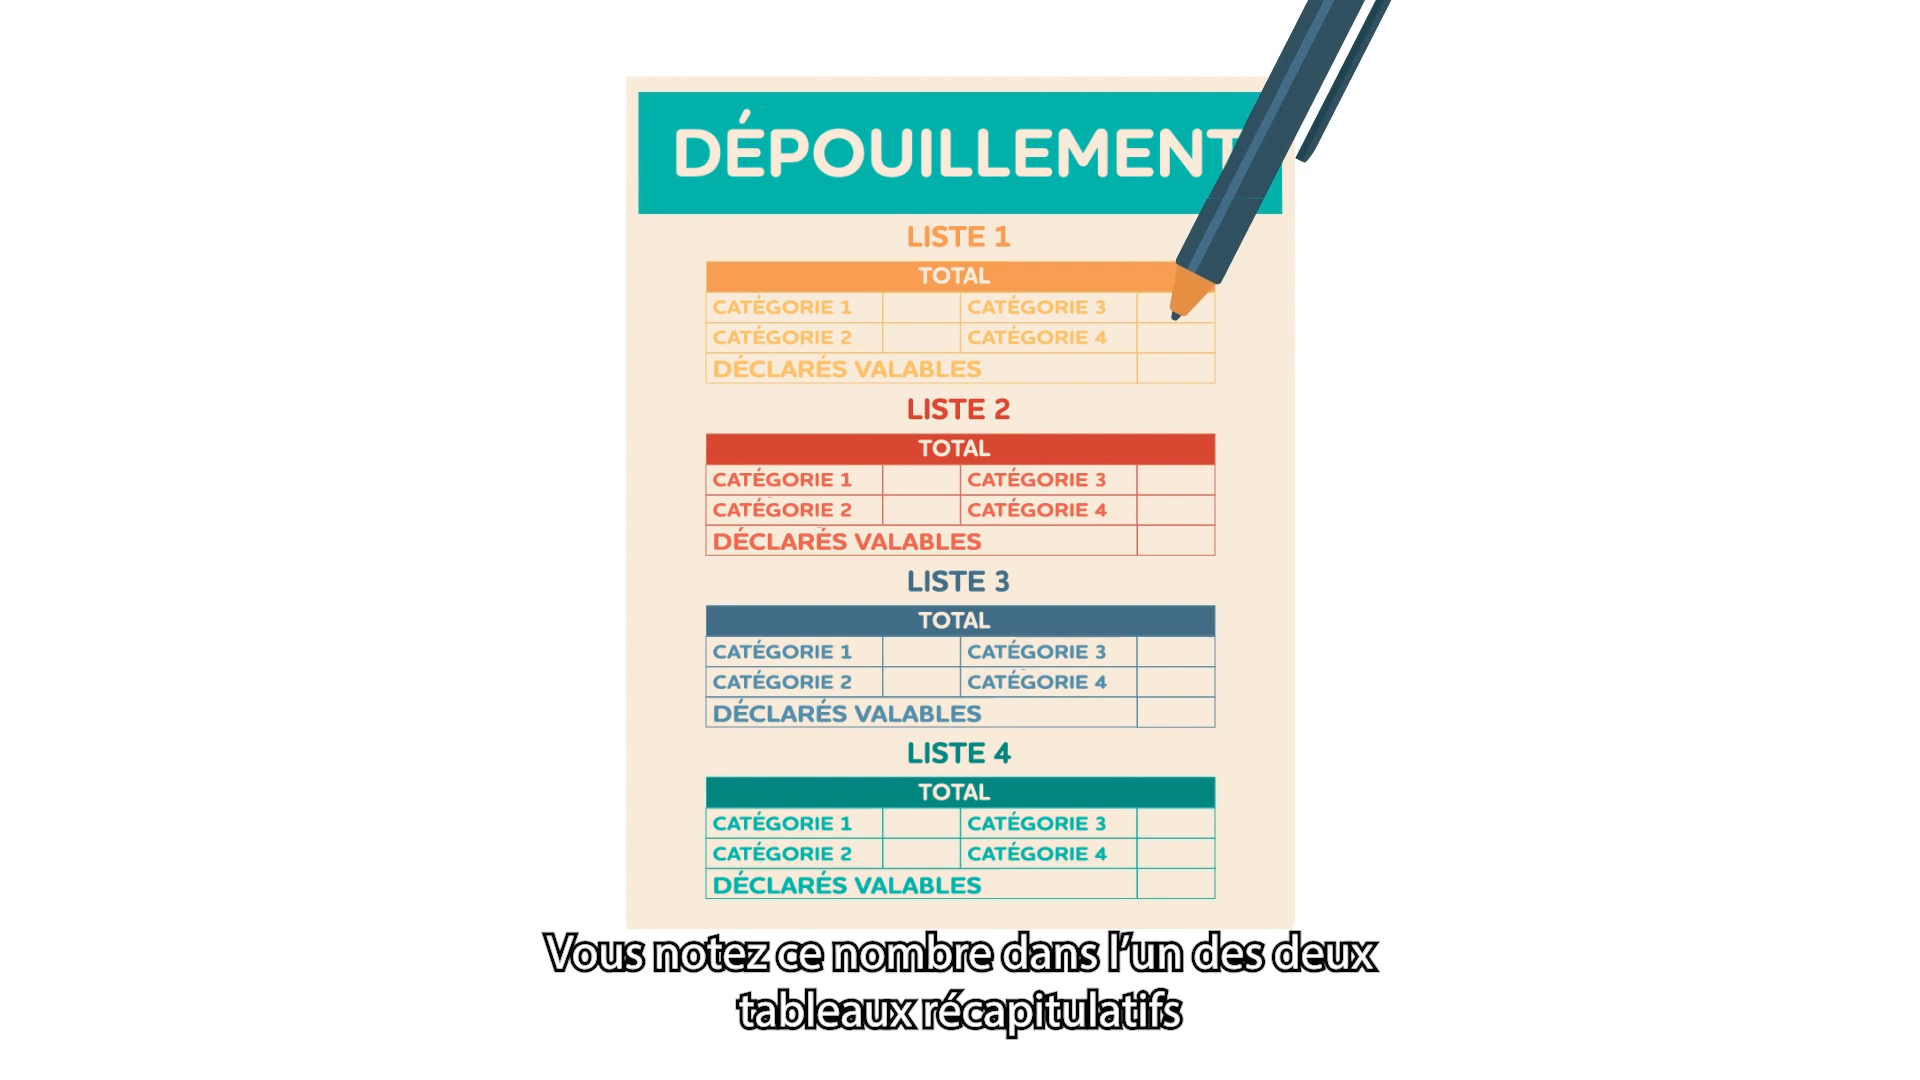 DÉPOUILLEMENT
LISTE 1
TOTAL
CATÉGORIE 1 CATÉGORIE 3
CATÉGORIE 2 CATÉGORIE 4
DÉCLARÉS VALABLES
LISTE 2
TOTAL
CATÉGORIE 1 CATÉGORIE 3
CATÉGORIE 2 CATÉGORIE 4
DÉCLARÉS VALABLES
LISTE 3
TOTAL
CATÉGORIE 1 CATÉGORIE 3
CATÉGORIE 2 CATÉGORIE 4
DÉCLARÉS VALABLES
LISTE 4
TOTAL
CATÉGORIE 1 CATÉGORIE 3
CATÉGORIE 2 CATÉGORIE 4
DÉCLARÉS VALABLES
Vous notez ce nombre dans l’un des deux
tableaux récapitulatifs